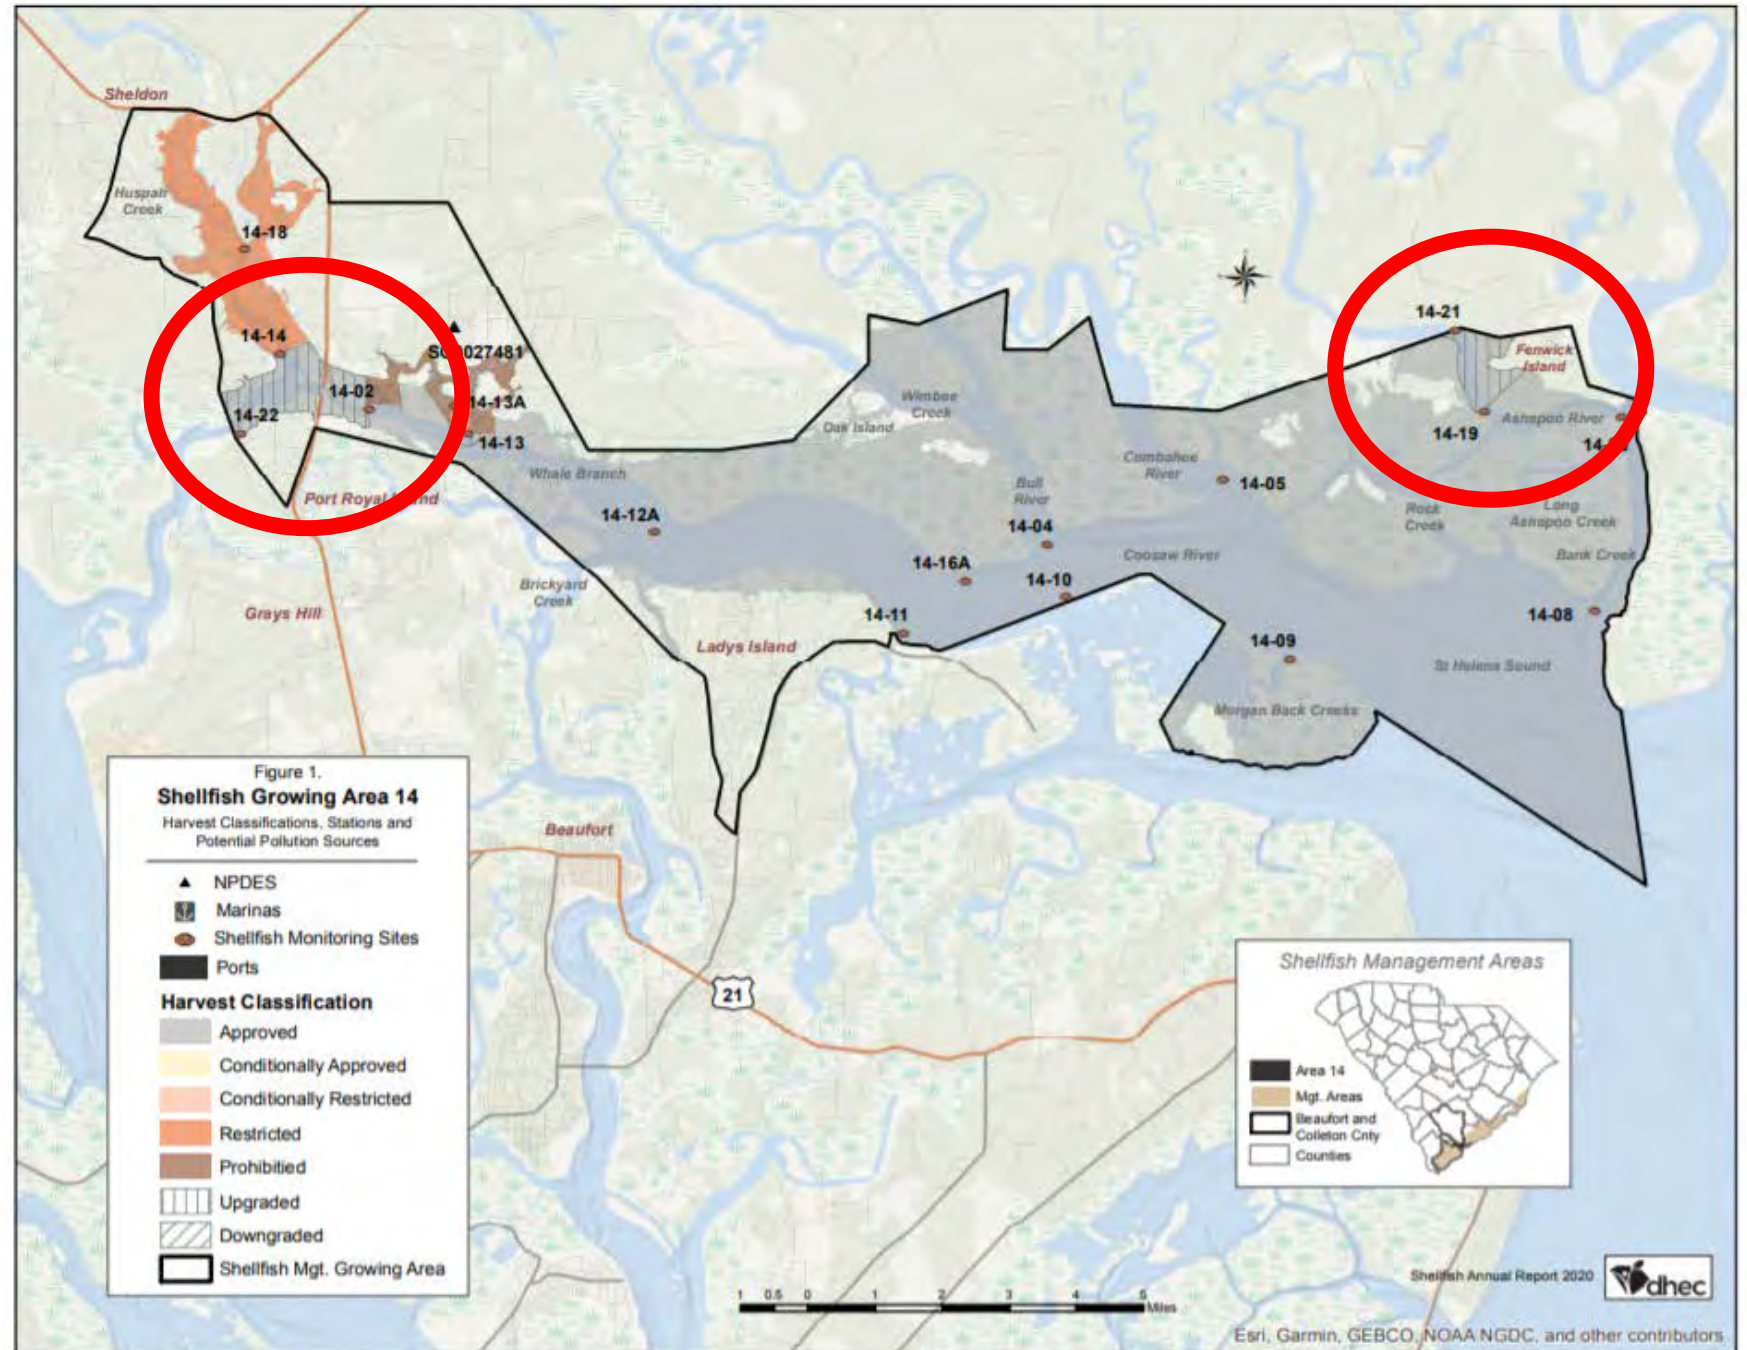 Sheldon
Huspah
Creek
14-18
14-14
SC0027481
14-02
14-13A
14-22
14-13
Port Royal Island
Whale Branch
14-12A
Brickyard
Creek
Grays Hill
Ladys Island
Beaufort
Oak Island
Wimbee
Creek
Bull
River
14-04
14-16A
14-10
14-11
Combahee
River
14-05
Coosaw River
14-09
Morgan Back Creeks
14-21
Fenwick
Island
14-19
Ashepoo River
14-
Rock
Creek
Long
Ashepoo Creek
Bank Creek
14-08
St Helena Sound
21
Figure 1.
Shellfish Growing Area 14
Harvest Classifications, Stations and
Potential Pollution Sources
NPDES
Marinas
Shellfish Monitoring Sites
Ports
Harvest Classification
Approved
Conditionally Approved
Conditionally Restricted
Restricted
Prohibitied
Upgraded
Downgraded
Shellfish Mgt. Growing Area
Shellfish Management Areas
Area 14
Mgt. Areas
Beaufort and
Colleton Cnty
Counties
1 0.5 0 1 2 3 4 5
Miles
Shellfish Annual Report 2020
dhec
Esri, Garmin, GEBCO, NOAA NGDC, and other contributors